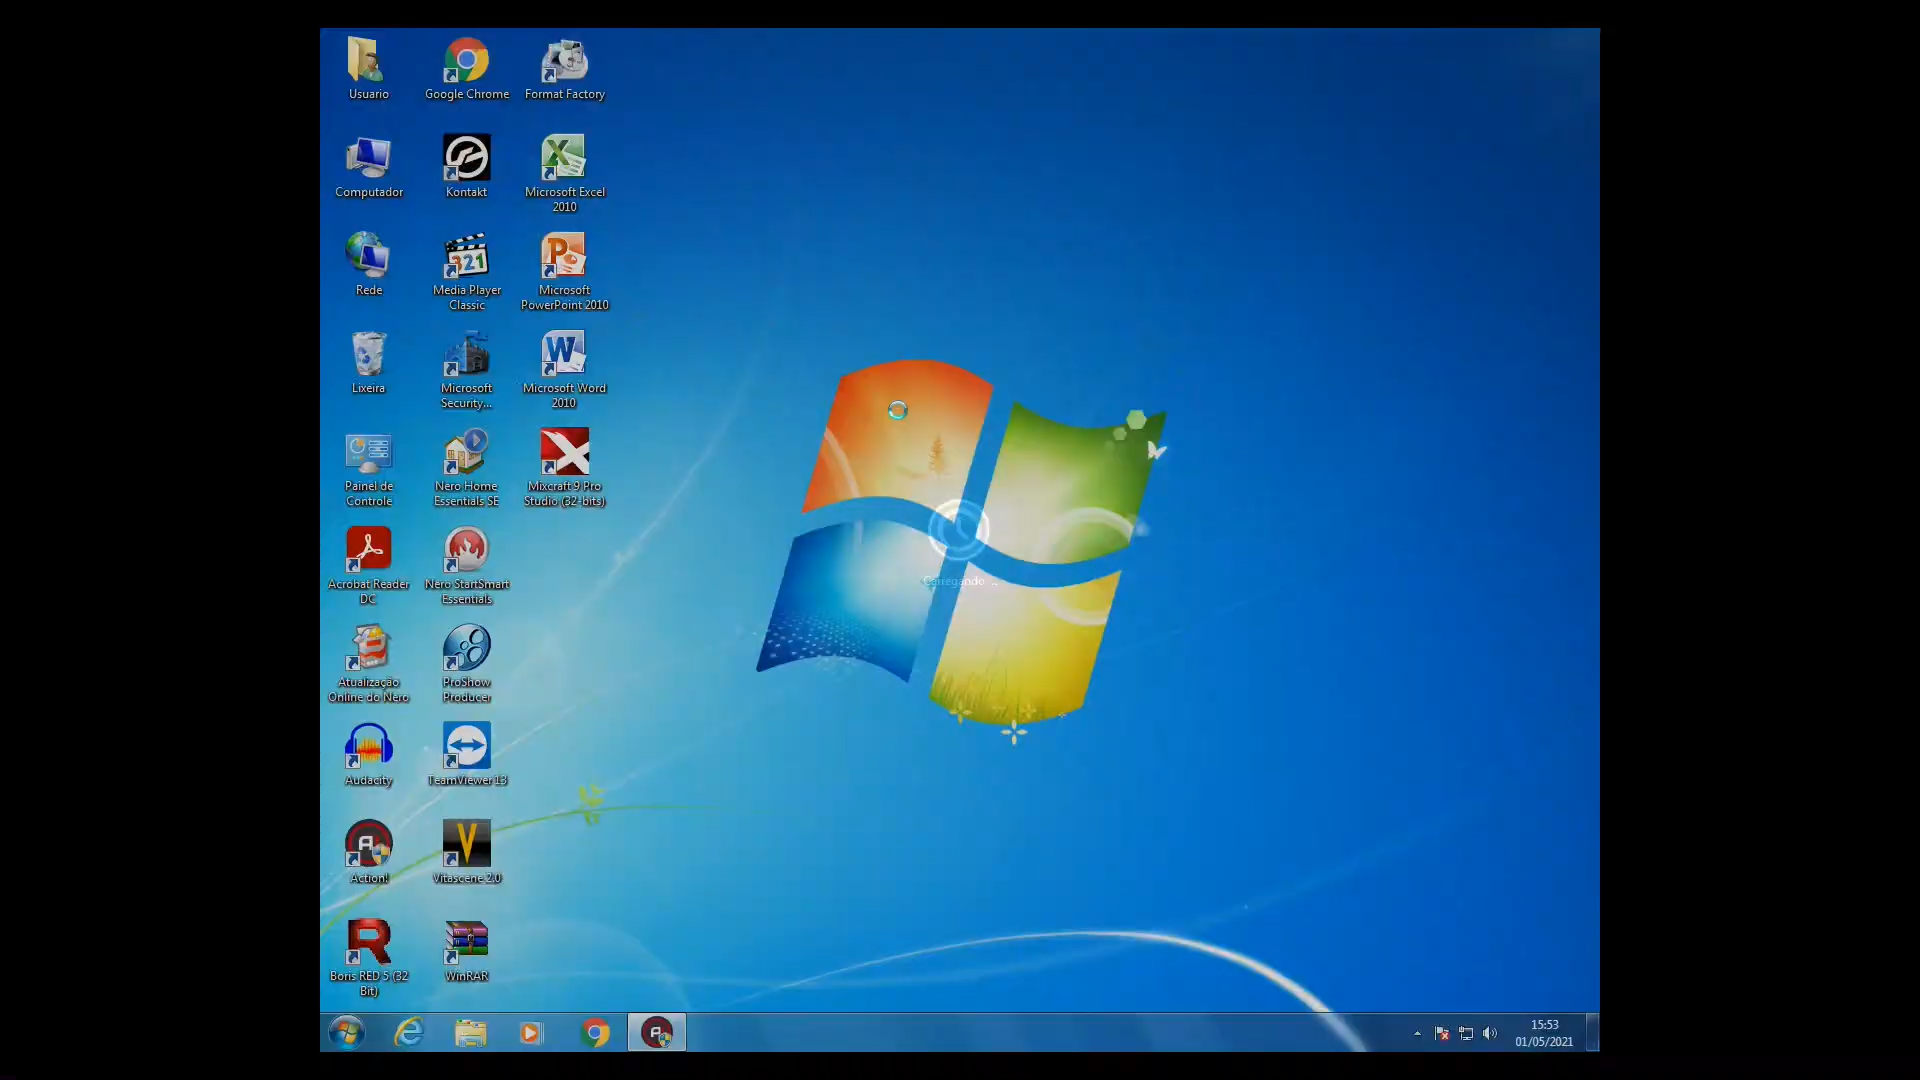 Usuario
Google Chrome
Format Factory
Computador
Kontakt
Microsoft Excel
2010
Rede
Media Player
Classic
Microsoft
PowerPoint 2010
Lixeira
Microsoft
Security...
Microsoft Word
2010
Painel de
Controle
Nero Home
Essentials SE
Mixcraft 9 Pro
Studio (32-bits)
Acrobat Reader
DC
Nero StartSmart
Essentials
Carregando ..
Atualização
Online do Nero
ProShow
Producer
Audacity
TeamViewer 13
Action!
Vitascene 2.0
Boris RED 5 (32
Bit)
WinRAR
15:53
01/05/2021